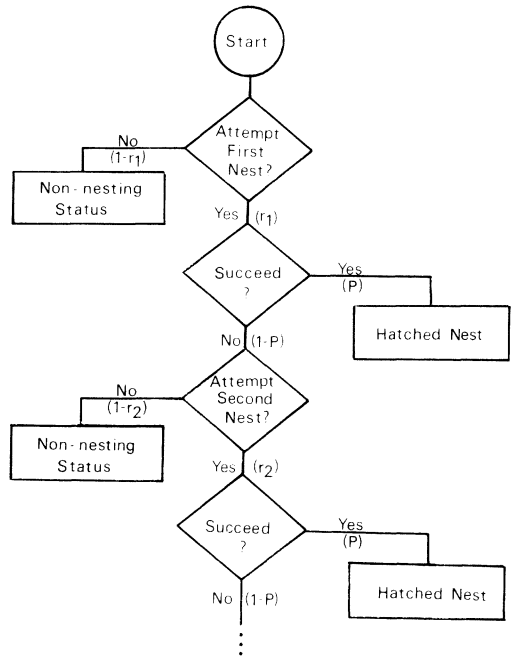 Start
Attempt
First
Nest?
No
(1-r1)
Non-nesting
Status
Yes (r1)
Succeed
?
Yes
(P)
Hatched Nest
No (1-P)
Attempt
Second
Nest?
No
(1-r2)
Non-nesting
Status
Yes (r2)
Succeed
?
Yes
(P)
Hatched Nest
No (1-P)